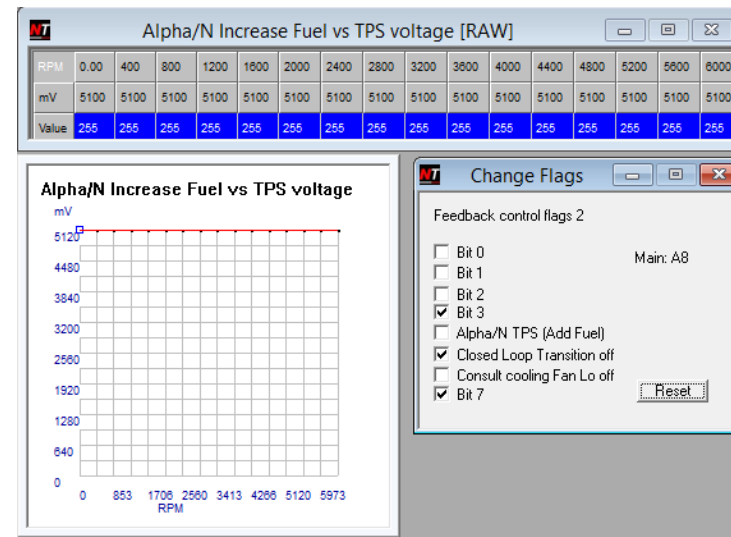 NT Alpha/N Increase Fuel vs TPS voltage [RAW]
RPM 0.00 400 800 1200 1600 2000 2400 2800 3200 3600 4000 4400 4800 5200 5600 6000
mV 5100 5100 5100 5100 5100 5100 5100 5100 5100 5100 5100 5100 5100 5100 5100 5100
Value 255 255 255 255 255 255 255 255 255 255 255 255 255 255 255 255
Alpha/N Increase Fuel vs TPS voltage
mV
5120
4480
3840
3200
2560
1920
1280
640
0
0 853 1706 2560 3413 4266 5120 5973
RPM
NT Change Flags
Feedback control flags 2
Bit 0
Main: A8
Bit 1
Bit 2
Bit 3
Alpha/N TPS (Add Fuel)
Closed Loop Transition off
Consult cooling Fan Lo off
Bit 7
Reset